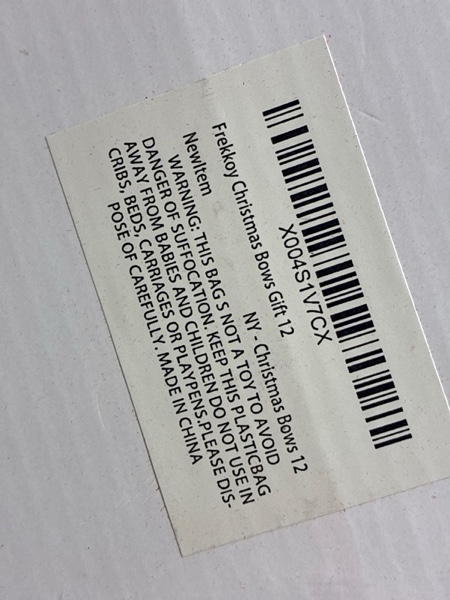 X004S1V7CX
Frekkoy Christmas Bows Gift 12
NY - Christmas Bows 12
NewItem
WARNING: THIS BAG S NOT A TOY TO AVOID
DANGER OF SUFFOCATION. KEEP THIS PLASTICBAG
AWAY FROM BABIES AND CHILDREN DO NOT USE IN
CRIBS, BEDS, CARRIAGES OR PLAYPENS.PLEASE DIS-
POSE OF CAREFULLY. MADE IN CHINA